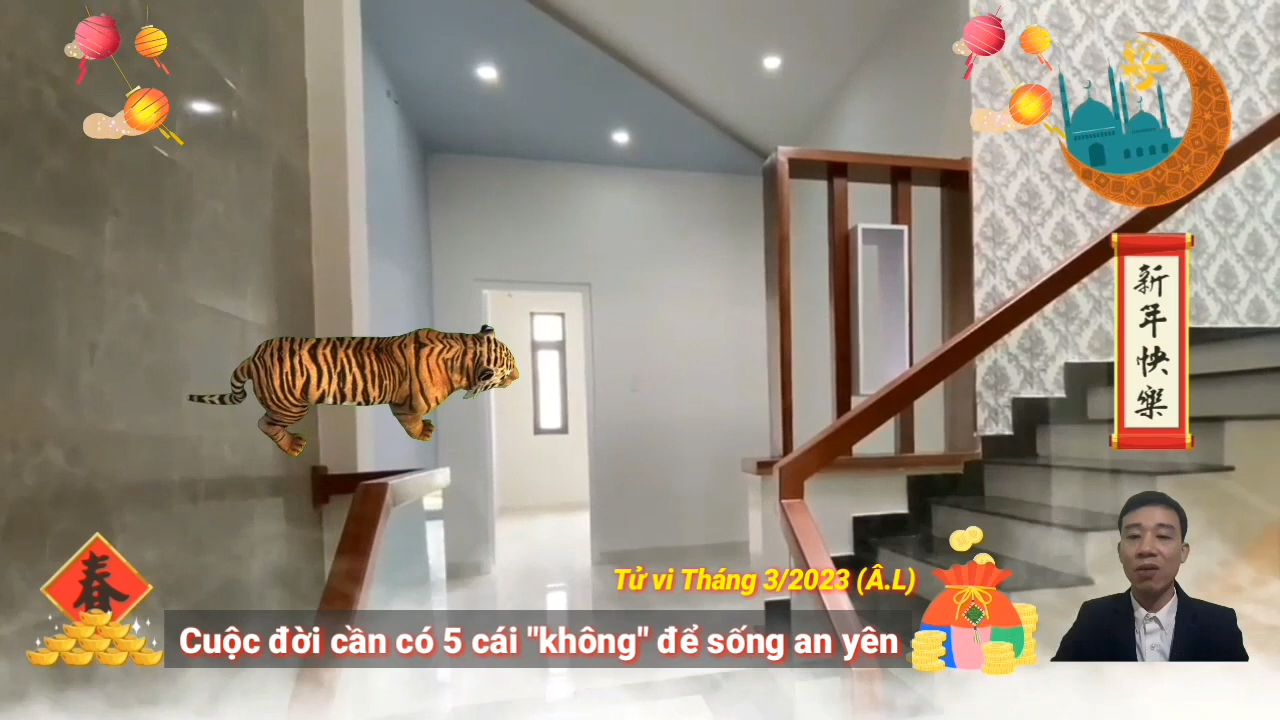 新年快樂
Tử vi Tháng 3/2023 (Â.L)
春
Cuộc đời cần có 5 cái "không" để sống an yên